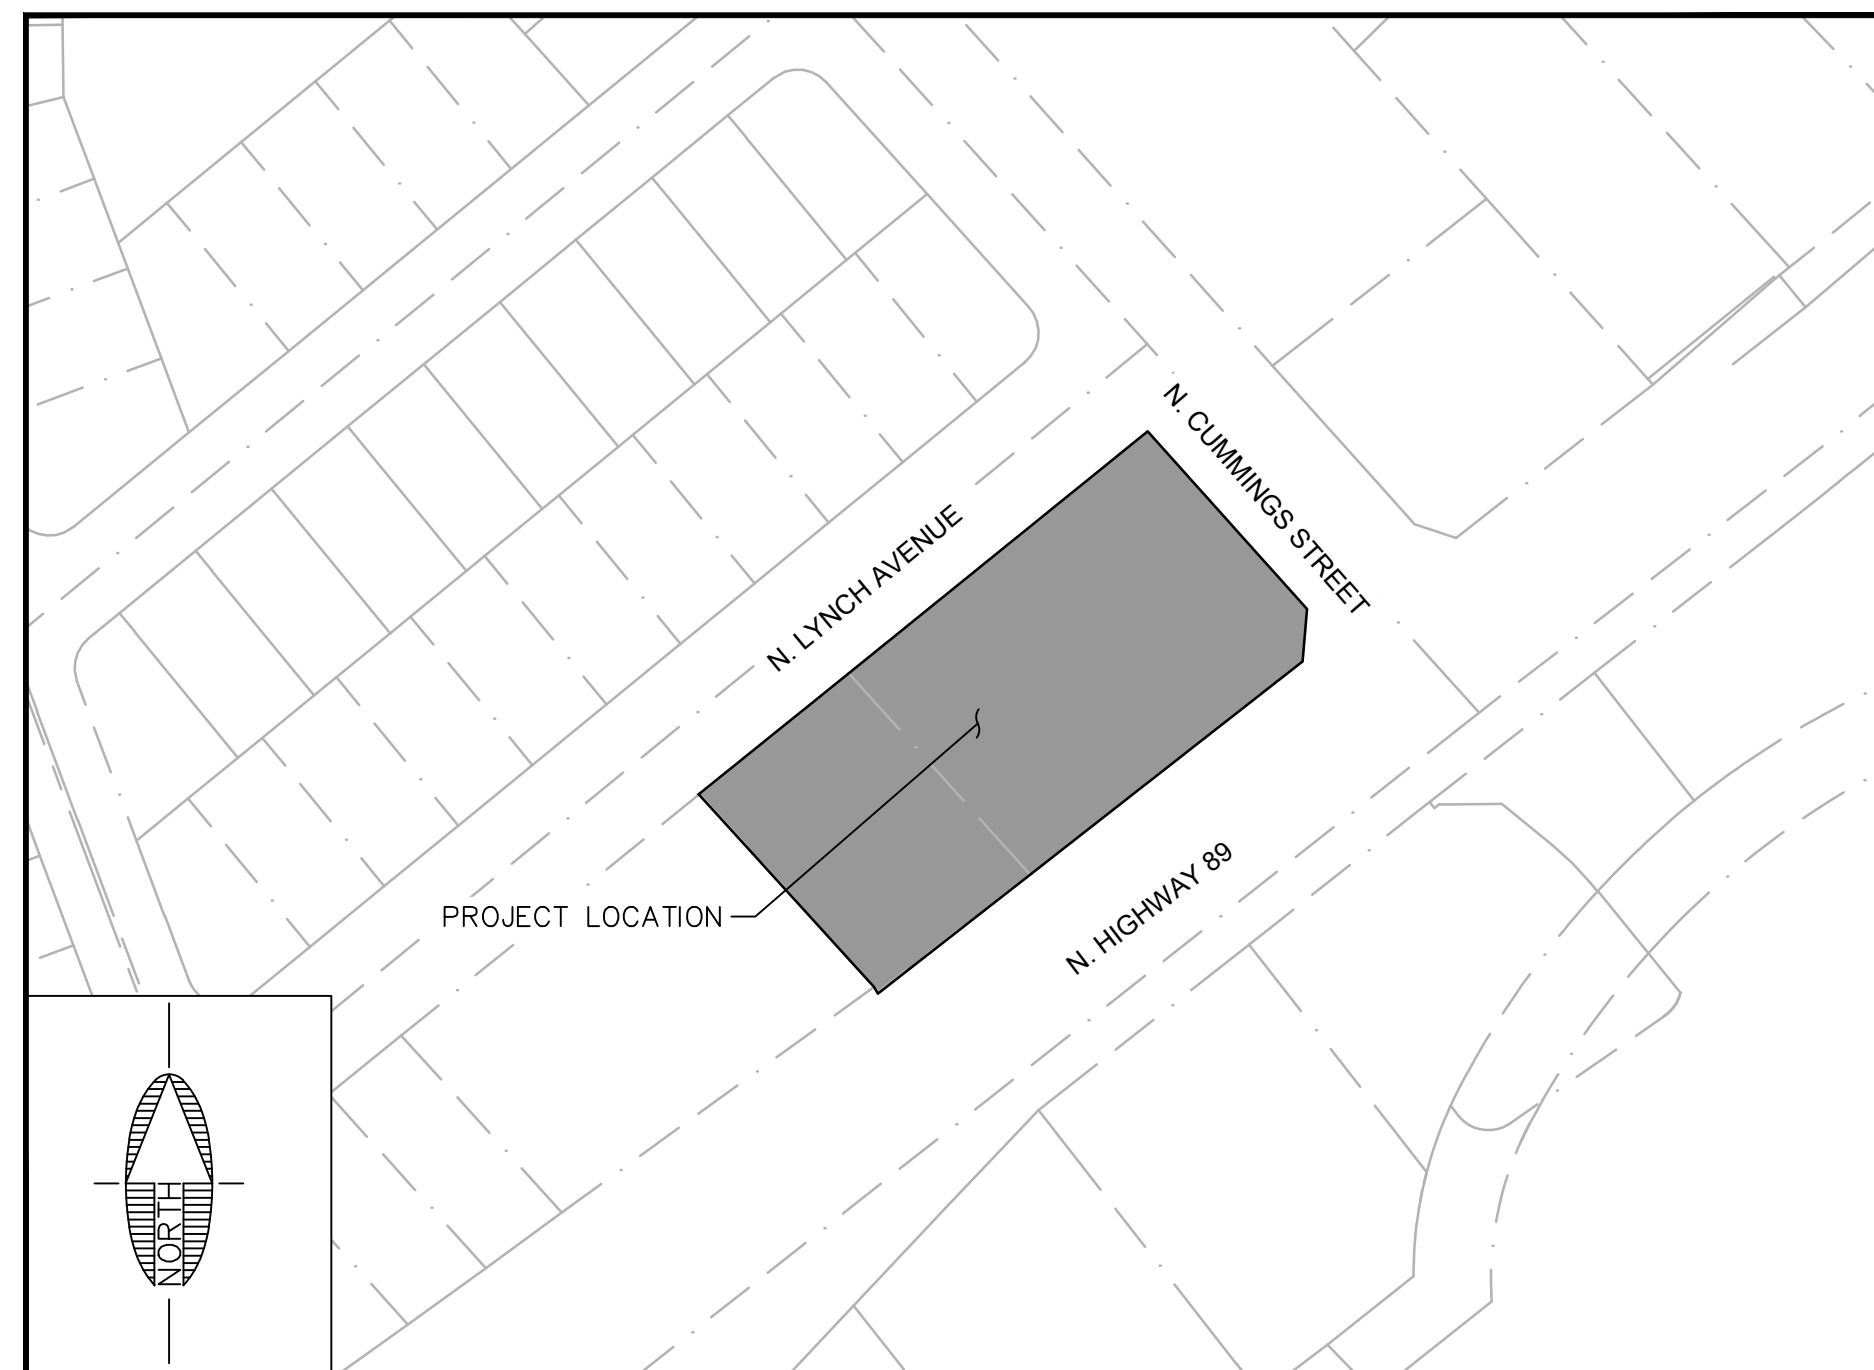 N. CUMMINGS STREET
N. LYNCH AVENUE
N. HIGHWAY 89
PROJECT LOCATION
NORTH